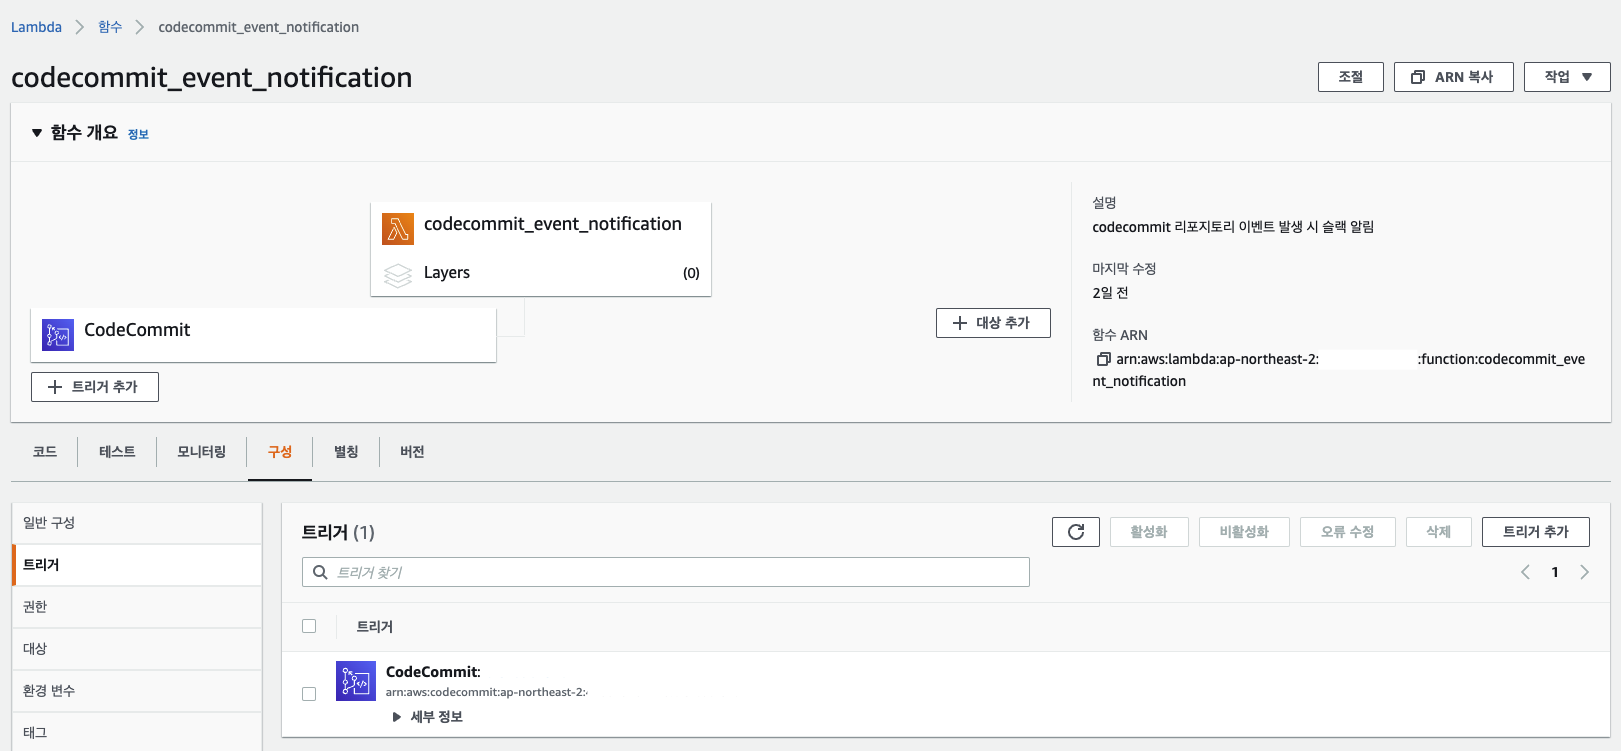 Lambda > 함수 > codecommit_event_notification
codecommit_event_notification
조절 ARN 복사 작업 ▼
▼ 함수 개요 정보
codecommit_event_notification
Layers (0)
CodeCommit
+ 트리거 추가
+ 대상 추가
설명
codecommit 리포지토리 이벤트 발생 시 슬랙 알림
마지막 수정
2일 전
함수 ARN
arn:aws:lambda:ap-northeast-2: :function:codecommit_eve
nt_notification
코드 테스트 모니터링 구성 별칭 버전
일반 구성
트리거
권한
대상
환경 변수
태그
트리거 (1)
활성화 비활성화 오류 수정 삭제 트리거 추가
트리거 찾기
< 1 >
트리거
CodeCommit:
arn:aws:codecommit:ap-northeast-2:
▶ 세부 정보